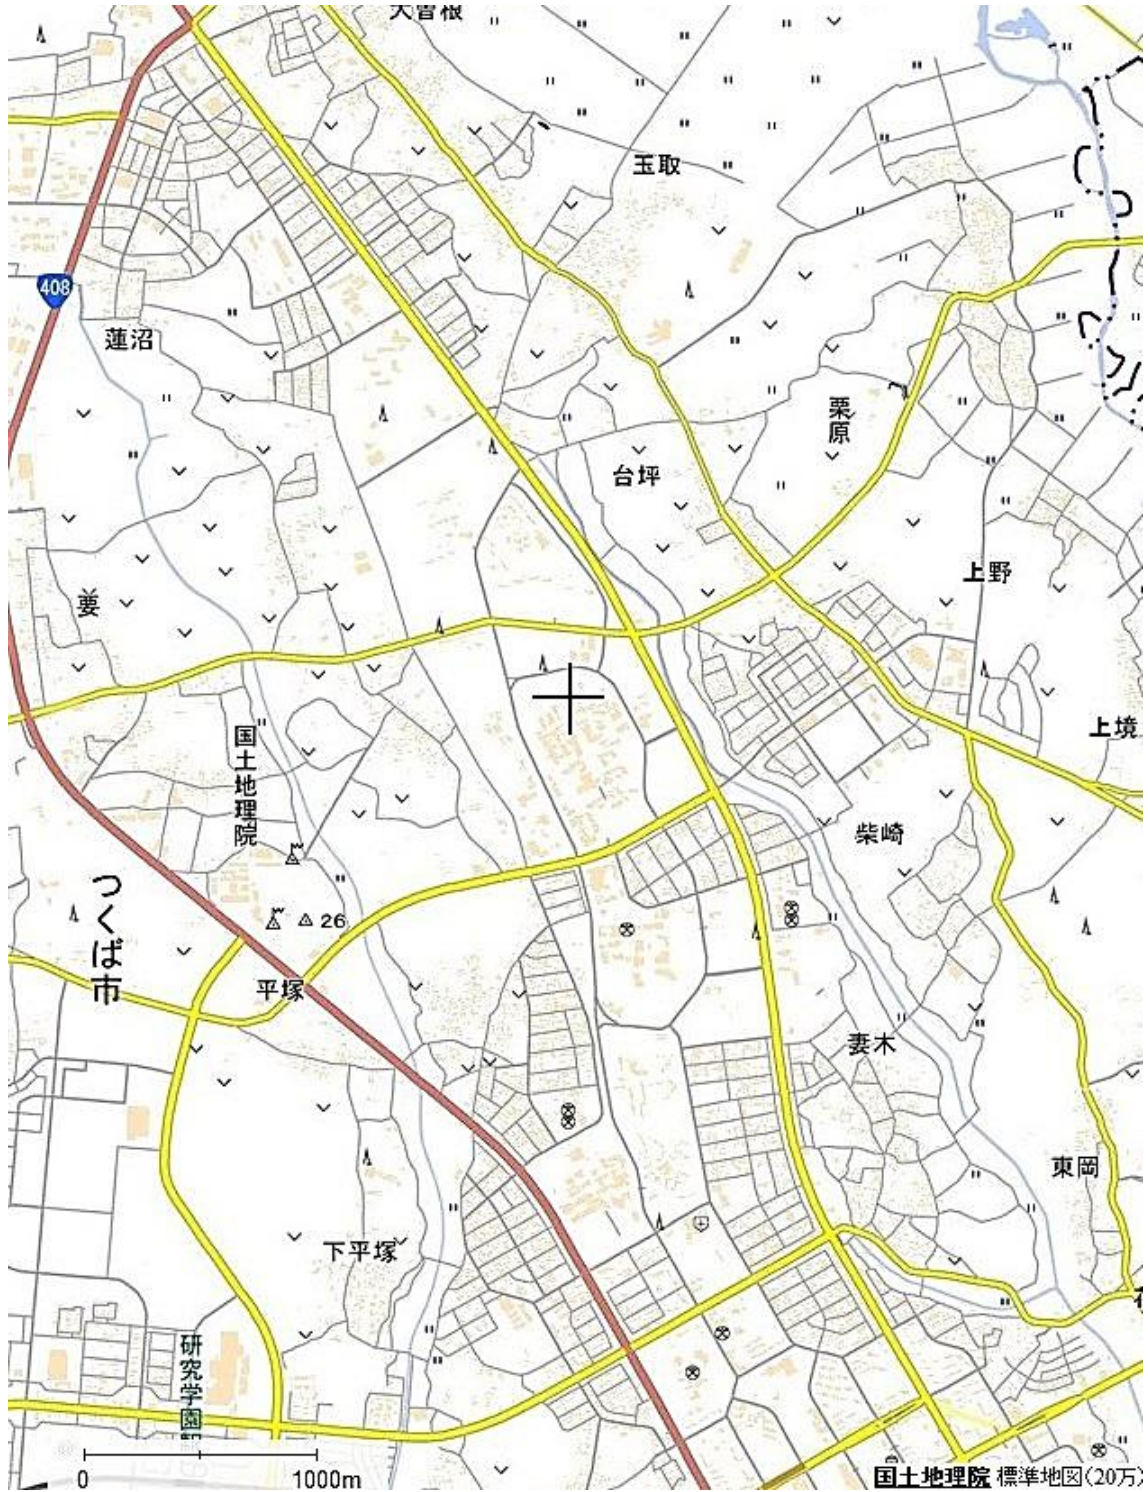 大曽根
玉取
408
蓮沼
栗原
台坪
上野
要
国土地理院
上境
柴崎
つくば市
26
平塚
妻木
東岡
下平塚
研究学園駅
0
1000m
国土地理院 標準地図(20万)